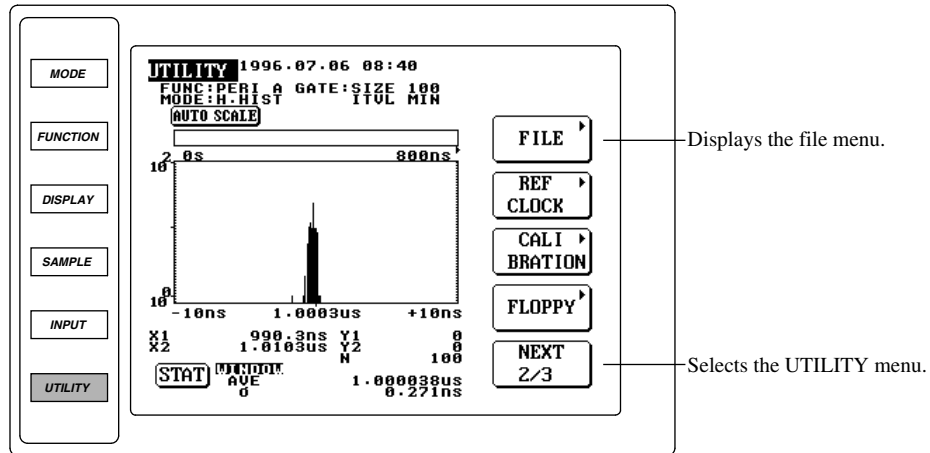 MODE
FUNCTION
DISPLAY
SAMPLE
INPUT
UTILITY
UTILITY 1996.07.06 08:40
FUNC:PERI A GATE:SIZE 100
MODE:H.HIST ITVL MIN
AUTO SCALE
0s 800ns
10²
10⁰
-10ns 1.0003us +10ns
X1 990.3ns Y1 0
X2 1.0103us Y2 0
N 100
STAT WINDOW
AVE 1.000038us
σ 0.271ns
FILE
REF
CLOCK
CALI
BRATION
FLOPPY
NEXT
2/3
Displays the file menu.
Selects the UTILITY menu.